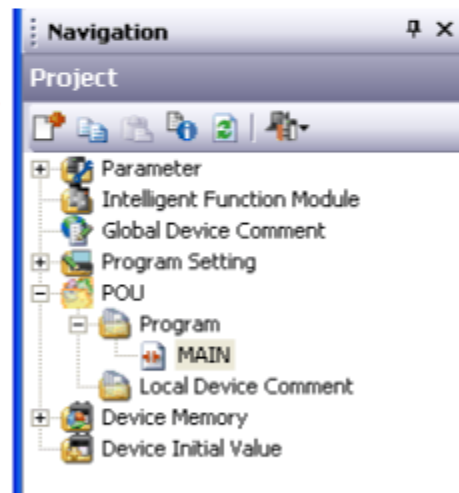 Navigation
Project
Parameter
Intelligent Function Module
Global Device Comment
Program Setting
POU
Program
MAIN
Local Device Comment
Device Memory
Device Initial Value